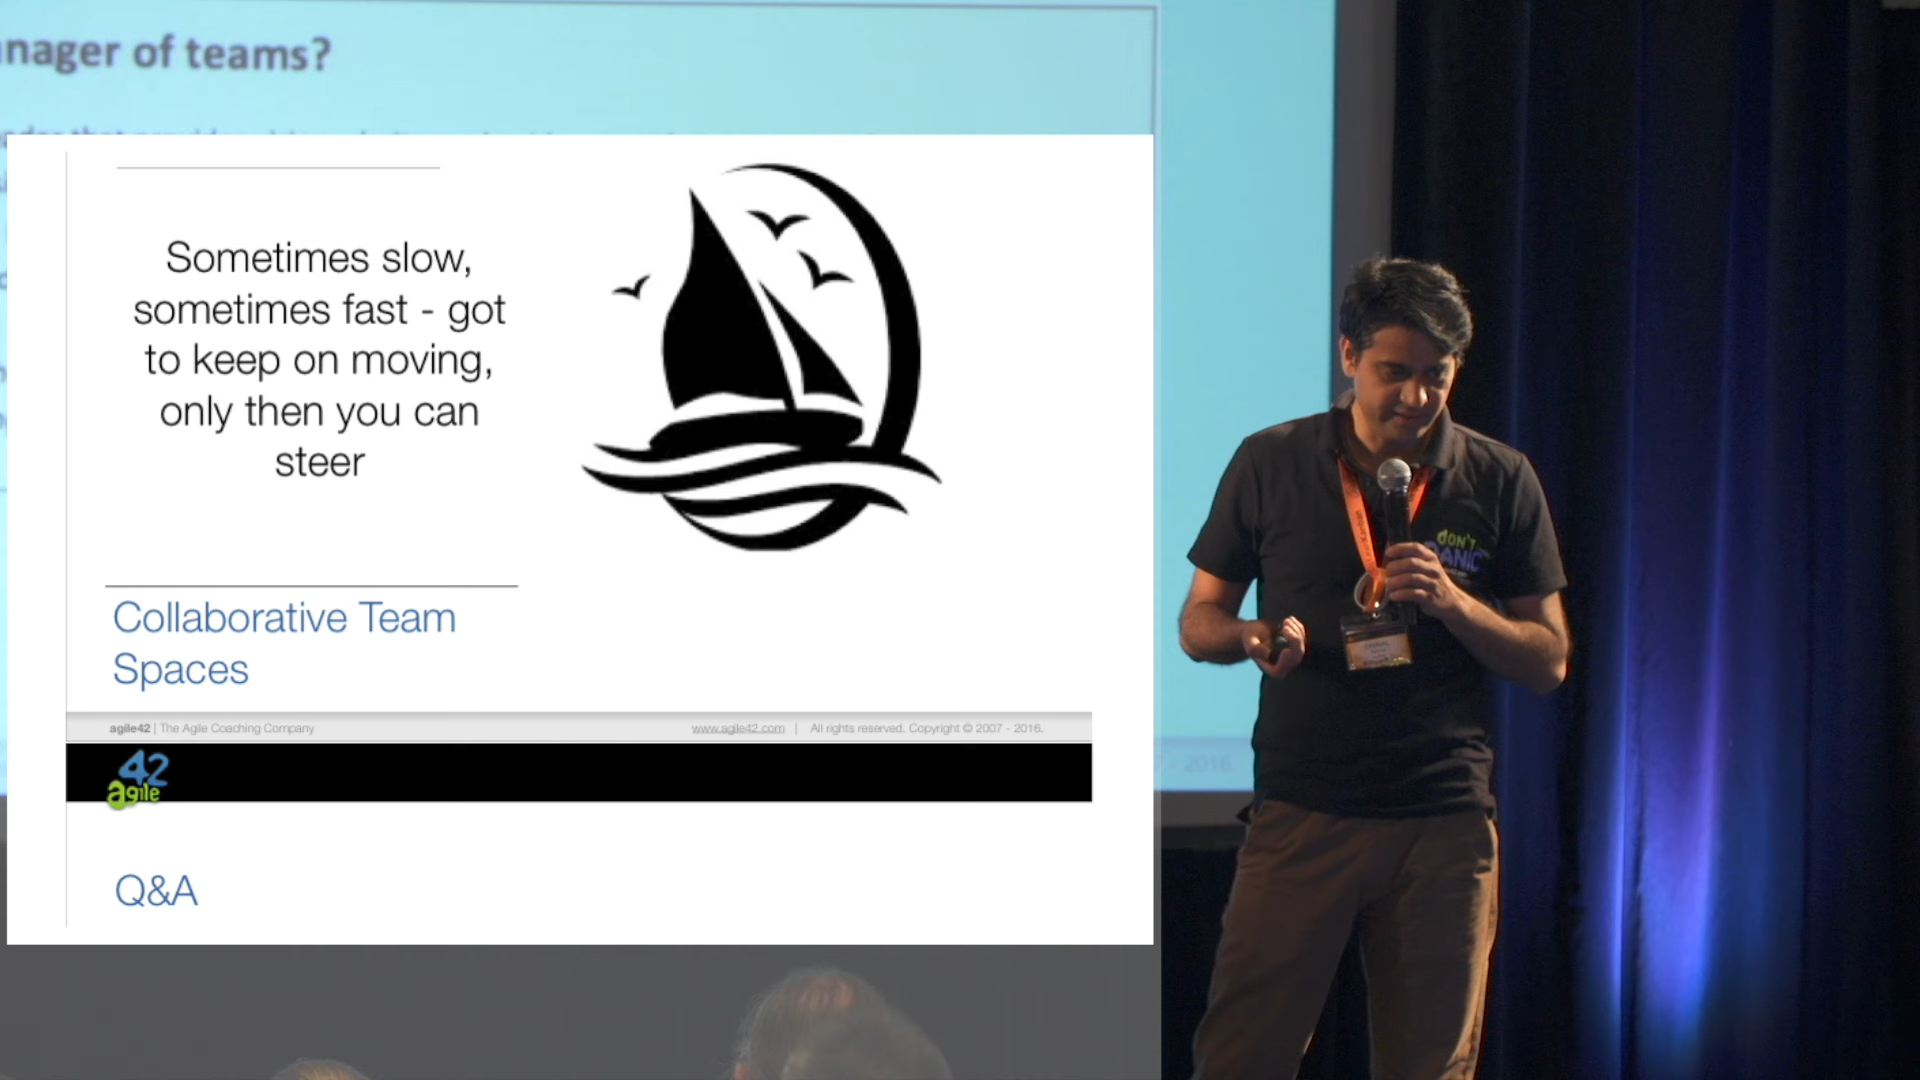 nager of teams?
Sometimes slow,
sometimes fast - got
to keep on moving,
only then you can
steer
Collaborative Team
Spaces
agile42 | The Agile Coaching Company
www.agile42.com | All rights reserved. Copyright © 2007 - 2016.
42
agile
Q&A
- 2016.
DON'T
PANIC